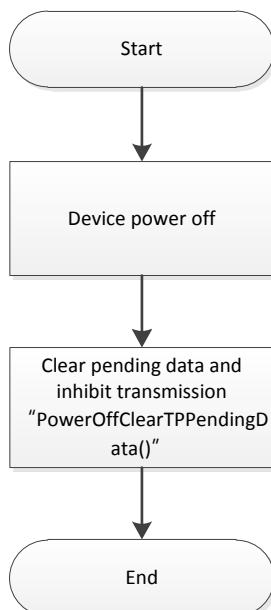 Start
Device power off
Clear pending data and
inhibit transmission
“PowerOffClearTPPendingD
ata()”
End